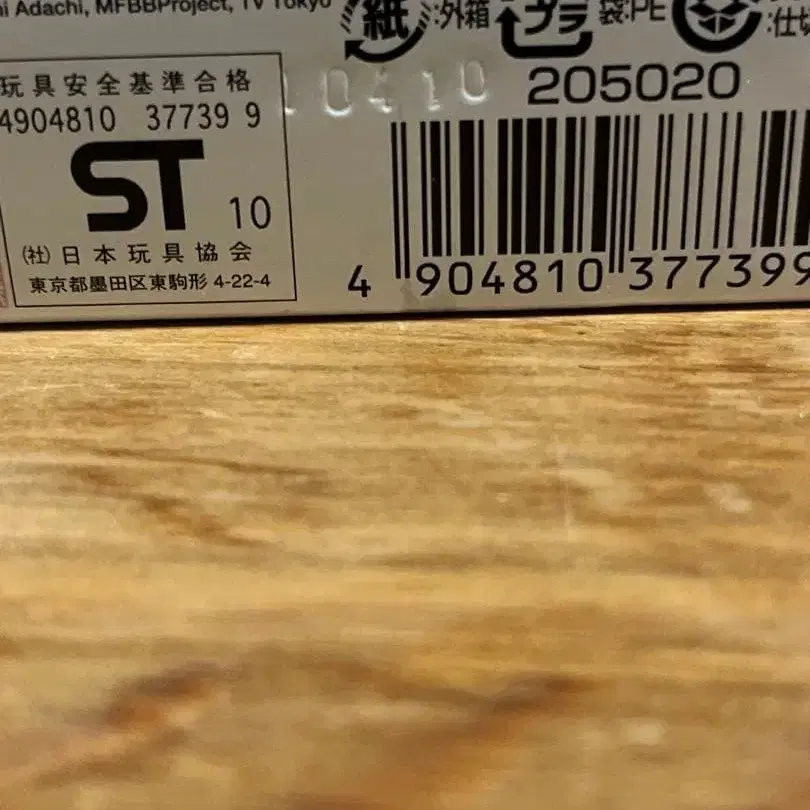 Adachi, MFBBProject, TV Tokyo
紙 :外箱 プラ 袋:PE :仕切
玩具安全基準合格
4904810 37739 9
ST 10
(社)日本玩具協会
東京都墨田区東駒形 4-22-4
0410
205020
4 904810 377399